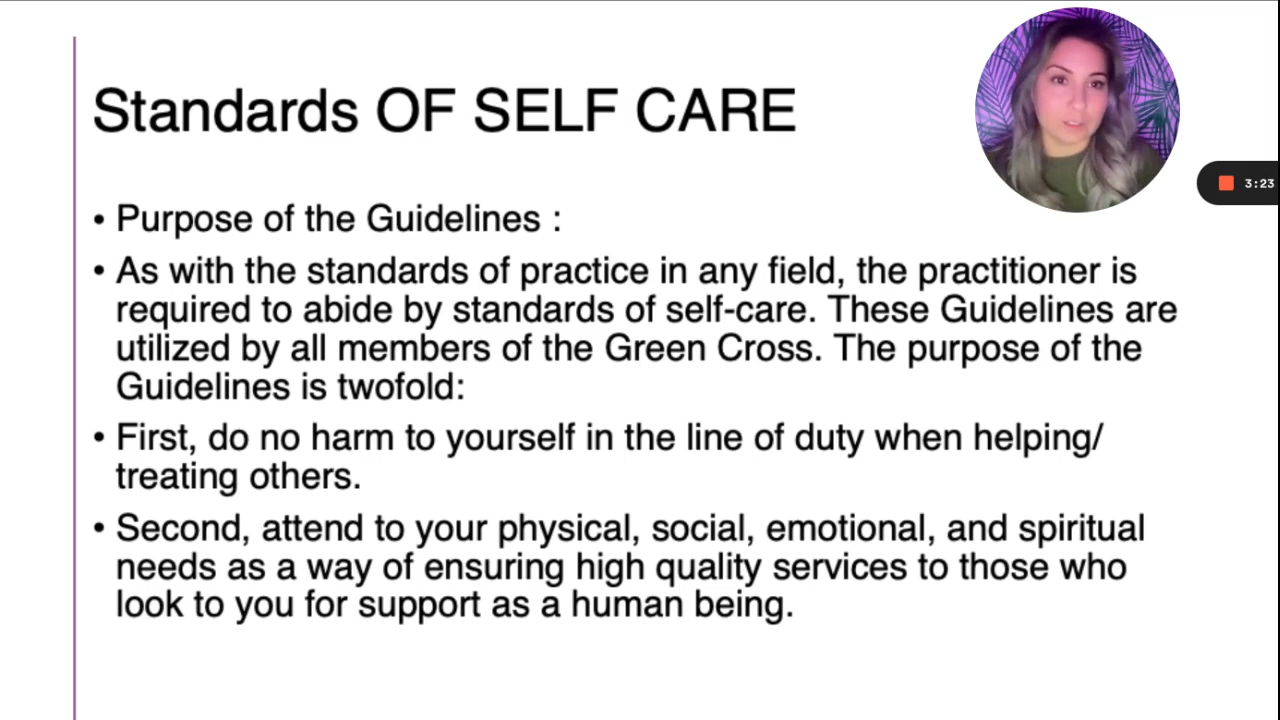 Standards OF SELF CARE
3:23
• Purpose of the Guidelines :
• As with the standards of practice in any field, the practitioner is
required to abide by standards of self-care. These Guidelines are
utilized by all members of the Green Cross. The purpose of the
Guidelines is twofold:
• First, do no harm to yourself in the line of duty when helping/
treating others.
• Second, attend to your physical, social, emotional, and spiritual
needs as a way of ensuring high quality services to those who
look to you for support as a human being.